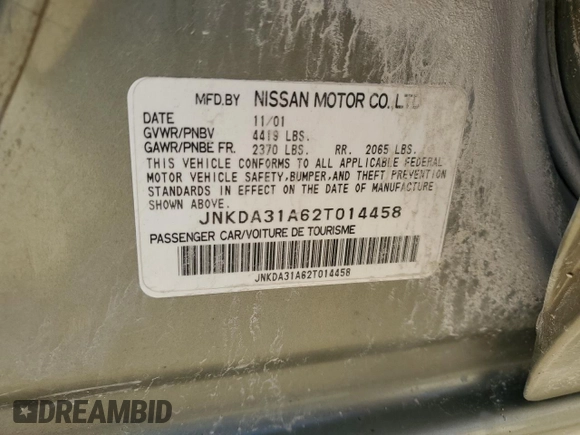 MFD.BY NISSAN MOTOR CO., LTD
DATE 11/01
GVWR/PNBV 4419 LBS.
GAWR/PNBE FR. 2370 LBS. RR. 2065 LBS.
THIS VEHICLE CONFORMS TO ALL APPLICABLE FEDERAL
MOTOR VEHICLE SAFETY, BUMPER, AND THEFT PREVENTION
STANDARDS IN EFFECT ON THE DATE OF MANUFACTURE
SHOWN ABOVE.
JNKDA31A62T014458
PASSENGER CAR/VOITURE DE TOURISME
JNKDA31A62T014458
DREAMBID